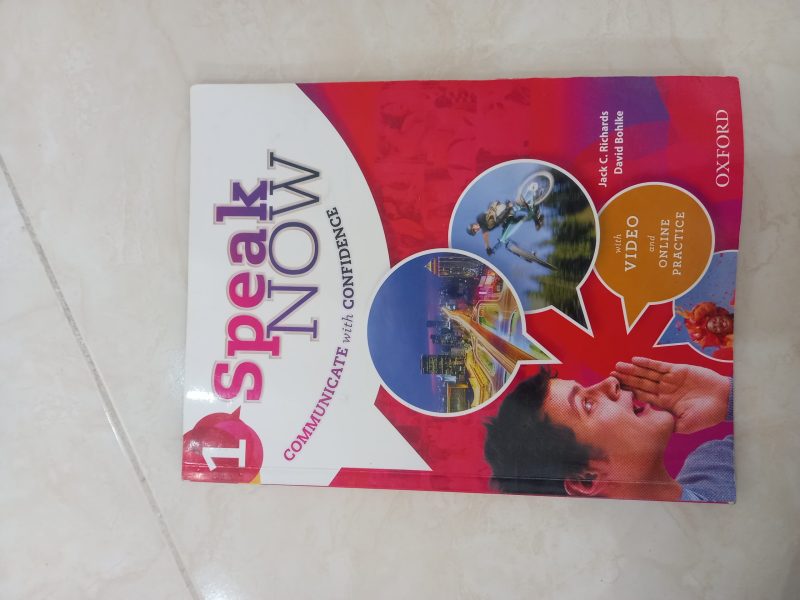 1
Speak
NOW
COMMUNICATE with CONFIDENCE
Jack C. Richards
David Bohlke
with
VIDEO
and
ONLINE
PRACTICE
OXFORD